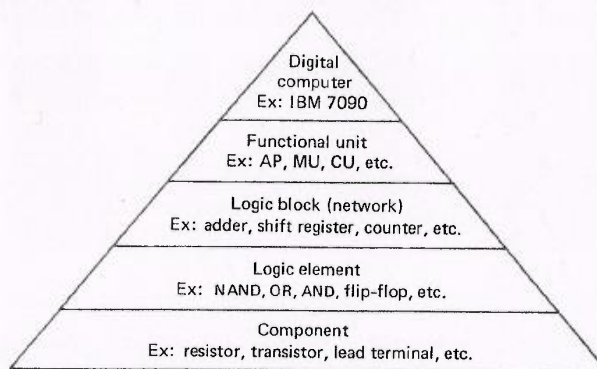 Digital
computer
Ex: IBM 7090
Functional unit
Ex: AP, MU, CU, etc.
Logic block (network)
Ex: adder, shift register, counter, etc.
Logic element
Ex: NAND, OR, AND, flip-flop, etc.
Component
Ex: resistor, transistor, lead terminal, etc.